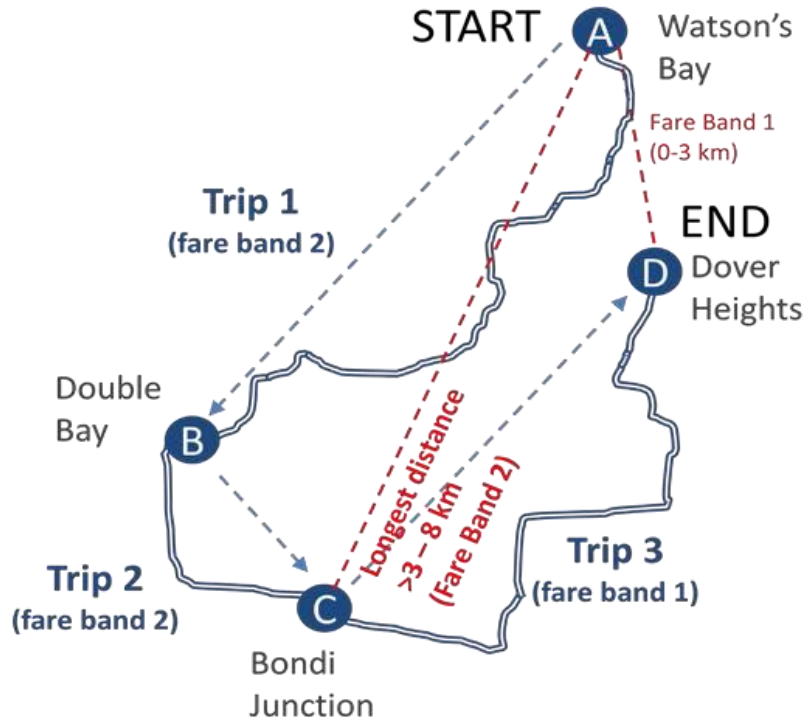 START
A
Watson's
Bay
Fare Band 1
(0-3 km)
Trip 1
(fare band 2)
END
D
Dover
Heights
Double
Bay
B
Longest distance
>3 – 8 km
(Fare Band 2)
Trip 2
(fare band 2)
Trip 3
(fare band 1)
C
Bondi
Junction